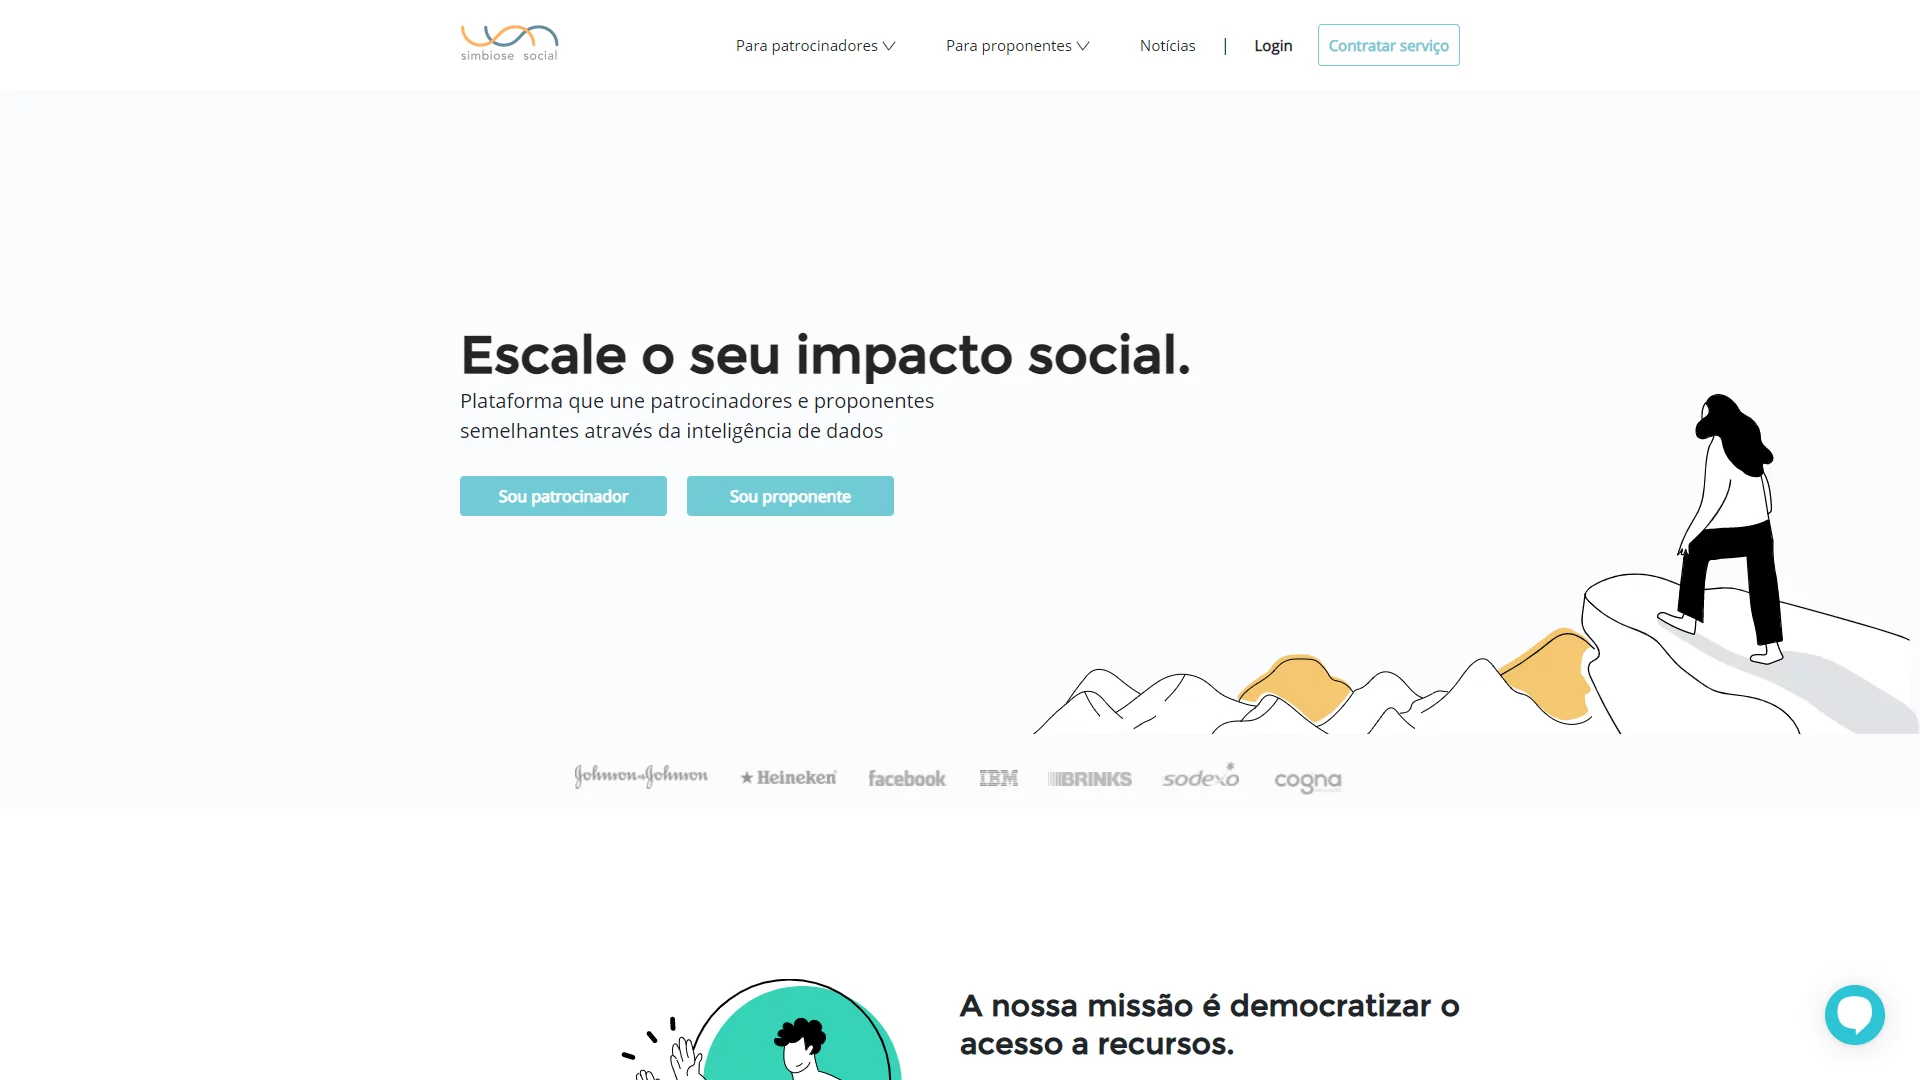 simbiose social
Para patrocinadores
Para proponentes
Notícias
|
Login
Contratar serviço
Escale o seu impacto social.
Plataforma que une patrocinadores e proponentes
semelhantes através da inteligência de dados
Sou patrocinador
Sou proponente
Johnson&Johnson
Heineken
facebook
IBM
BRINKS
sodexo
cogna
A nossa missão é democratizar o
acesso a recursos.